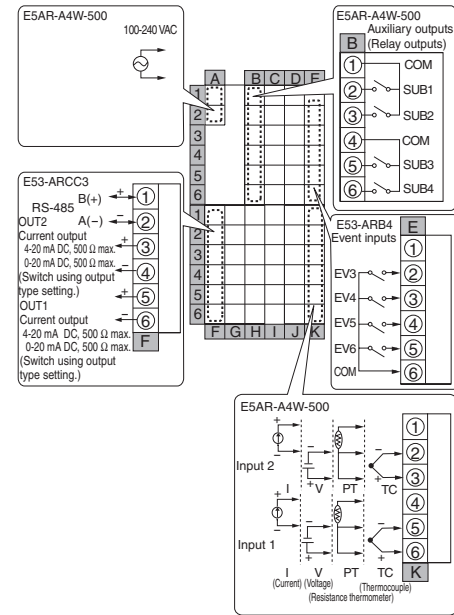 E5AR-A4W-500
100-240 VAC
E5AR-A4W-500
Auxiliary outputs
(Relay outputs)
B
1 COM
2 SUB1
3 SUB2
4 COM
5 SUB3
6 SUB4
A B C D E
1
2
3
4
5
6
1
2
3
4
5
6
F G H I J K
E53-ARCC3
RS-485
B(+) + 1
A(−) − 2
OUT2
Current output
4-20 mA DC, 500 Ω max.
0-20 mA DC, 500 Ω max.
(Switch using output
type setting.)
+ 3
− 4
OUT1
Current output
4-20 mA DC, 500 Ω max.
0-20 mA DC, 500 Ω max.
(Switch using output
type setting.)
+ 5
− 6
F
E53-ARB4
Event inputs
E
1
EV3 2
EV4 3
EV5 4
EV6 5
COM 6
E5AR-A4W-500
Input 2
+ − − + − +
I V PT TC
Input 1
+ − − + − +
I V PT TC
(Current) (Voltage)
(Resistance thermometer)
(Thermocouple)
1
2
3
4
5
6
K